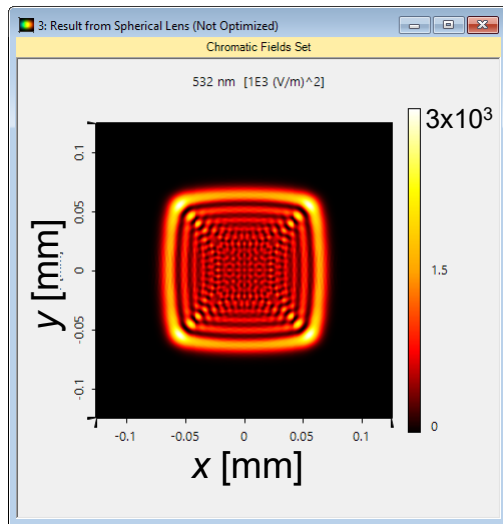 3: Result from Spherical Lens (Not Optimized)
Chromatic Fields Set
532 nm [1E3 (V/m)^2]
3x10³
1.5
0
y [mm]
0.1
0.05
0
-0.05
-0.1
-0.1 -0.05 0 0.05 0.1
x [mm]